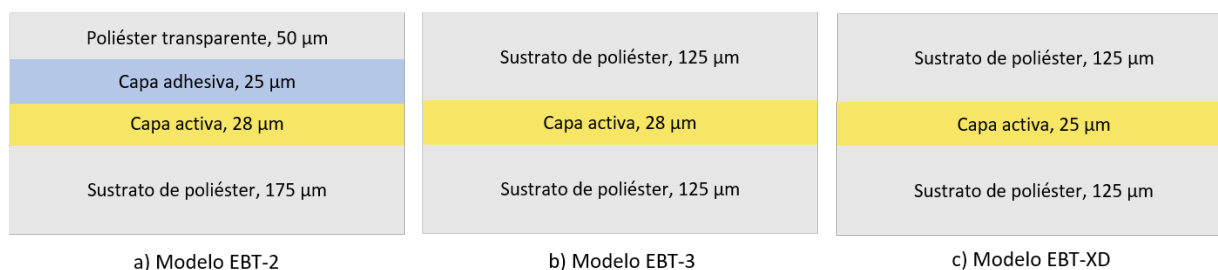 Poliéster transparente, 50 µm
Capa adhesiva, 25 µm
Capa activa, 28 µm
Sustrato de poliéster, 175 µm
a) Modelo EBT-2
Sustrato de poliéster, 125 µm
Capa activa, 28 µm
Sustrato de poliéster, 125 µm
b) Modelo EBT-3
Sustrato de poliéster, 125 µm
Capa activa, 25 µm
Sustrato de poliéster, 125 µm
c) Modelo EBT-XD